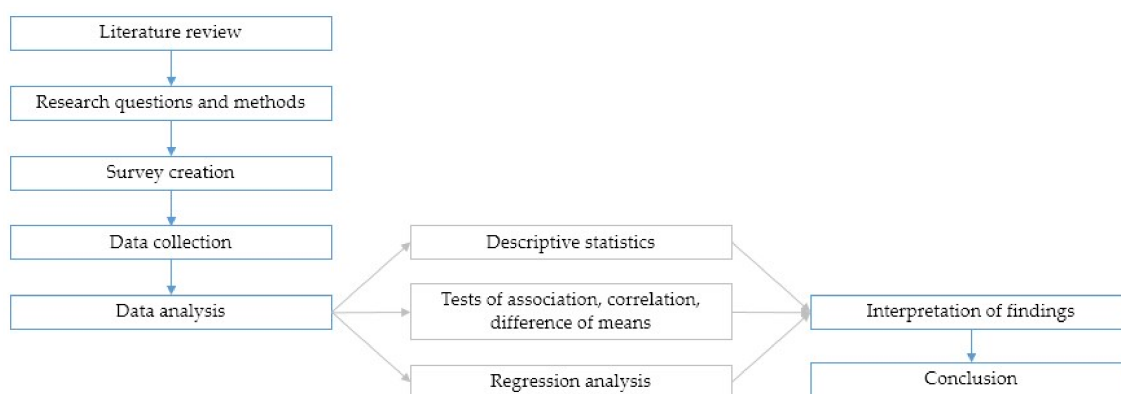 Literature review
Research questions and methods
Survey creation
Data collection
Data analysis
Descriptive statistics
Tests of association, correlation,
difference of means
Regression analysis
Interpretation of findings
Conclusion